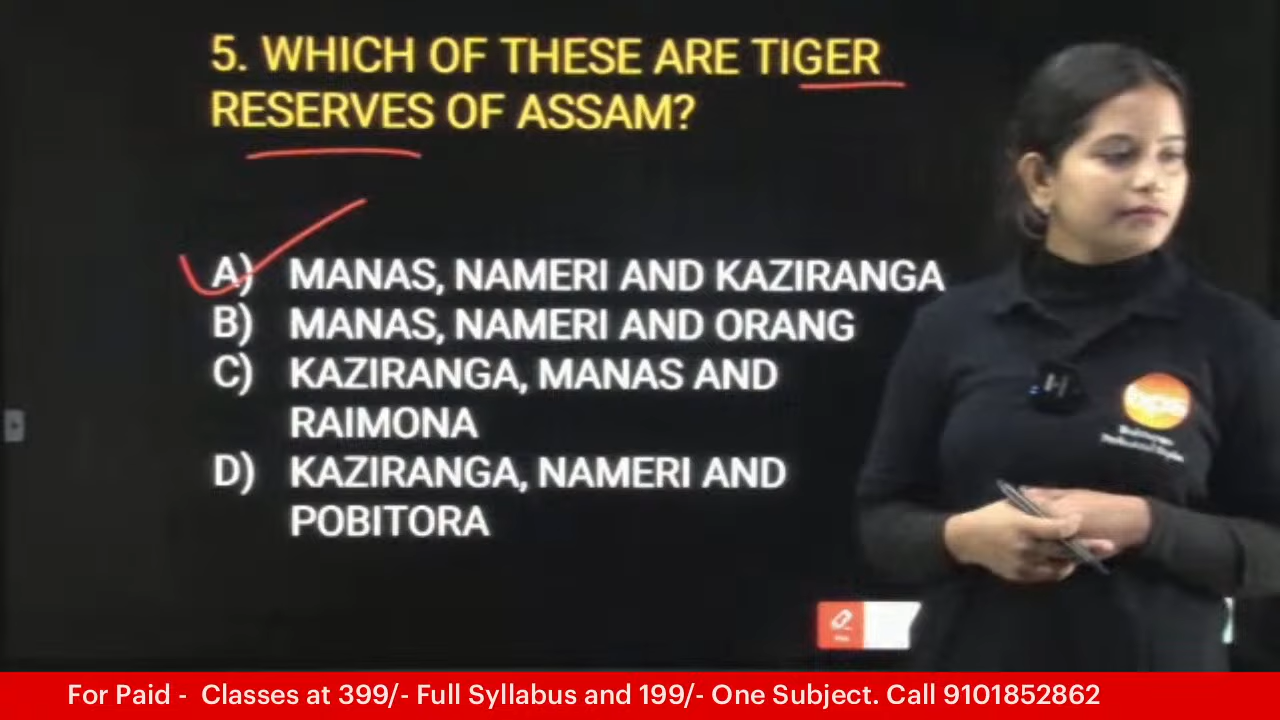 5. WHICH OF THESE ARE TIGER
RESERVES OF ASSAM?
A) MANAS, NAMERI AND KAZIRANGA
B) MANAS, NAMERI AND ORANG
C) KAZIRANGA, MANAS AND
RAIMONA
D) KAZIRANGA, NAMERI AND
POBITORA
For Paid - Classes at 399/- Full Syllabus and 199/- One Subject. Call 9101852862